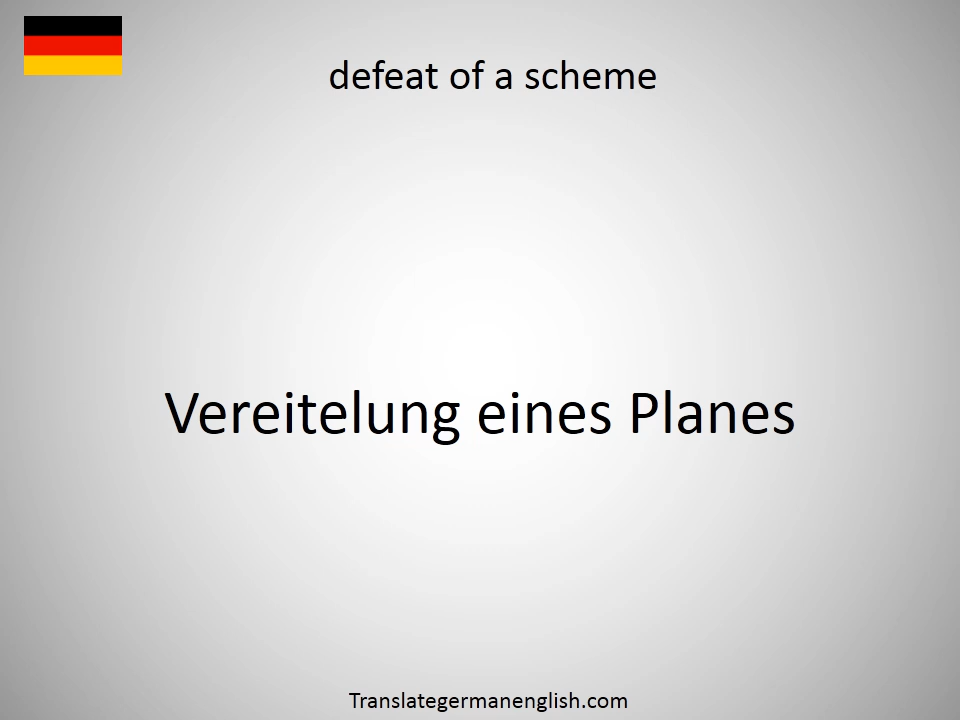 defeat of a scheme
Vereitelung eines Planes
Translategermanenglish.com